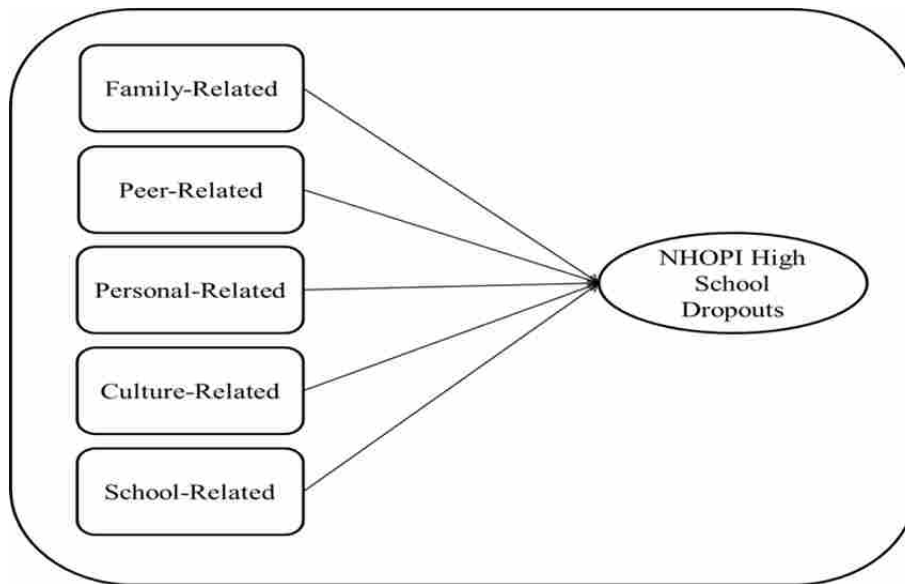 Family-Related
Peer-Related
Personal-Related
Culture-Related
School-Related
NHOPI High
School
Dropouts